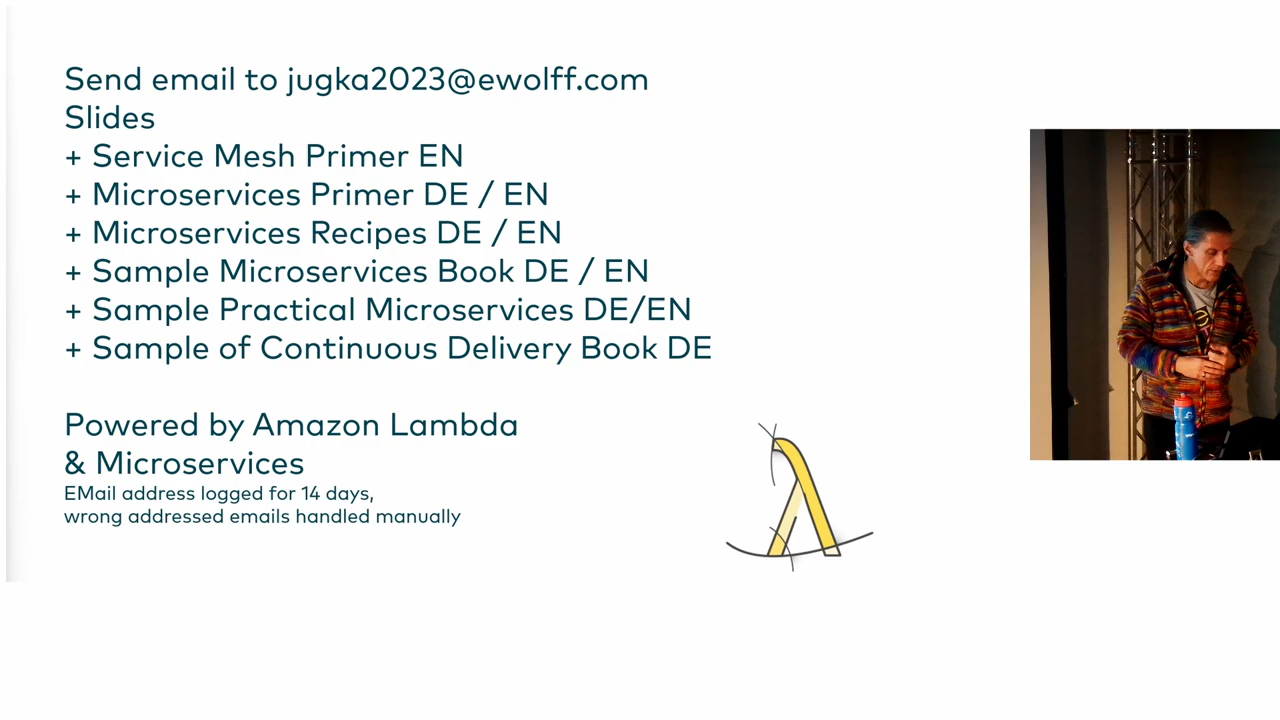 Send email to jugka2023@ewolff.com
Slides
+ Service Mesh Primer EN
+ Microservices Primer DE / EN
+ Microservices Recipes DE / EN
+ Sample Microservices Book DE / EN
+ Sample Practical Microservices DE/EN
+ Sample of Continuous Delivery Book DE
Powered by Amazon Lambda
& Microservices
EMail address logged for 14 days,
wrong addressed emails handled manually